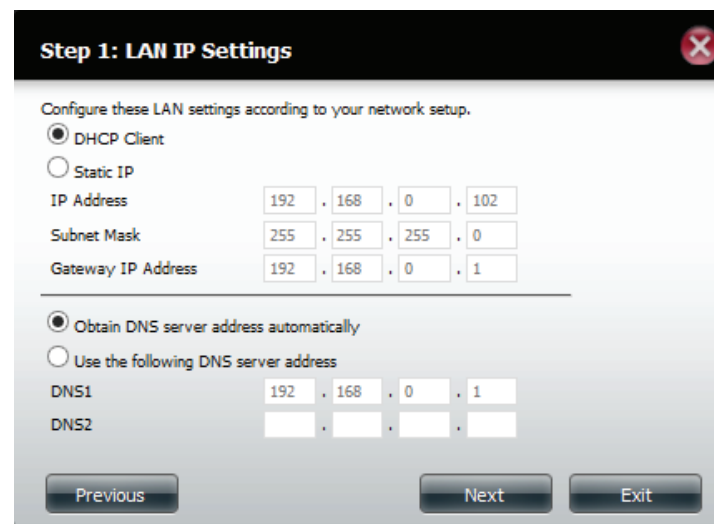 Step 1: LAN IP Settings
Configure these LAN settings according to your network setup.
DHCP Client
Static IP
IP Address 192 . 168 . 0 . 102
Subnet Mask 255 . 255 . 255 . 0
Gateway IP Address 192 . 168 . 0 . 1
Obtain DNS server address automatically
Use the following DNS server address
DNS1 192 . 168 . 0 . 1
DNS2 . . .
Previous Next Exit